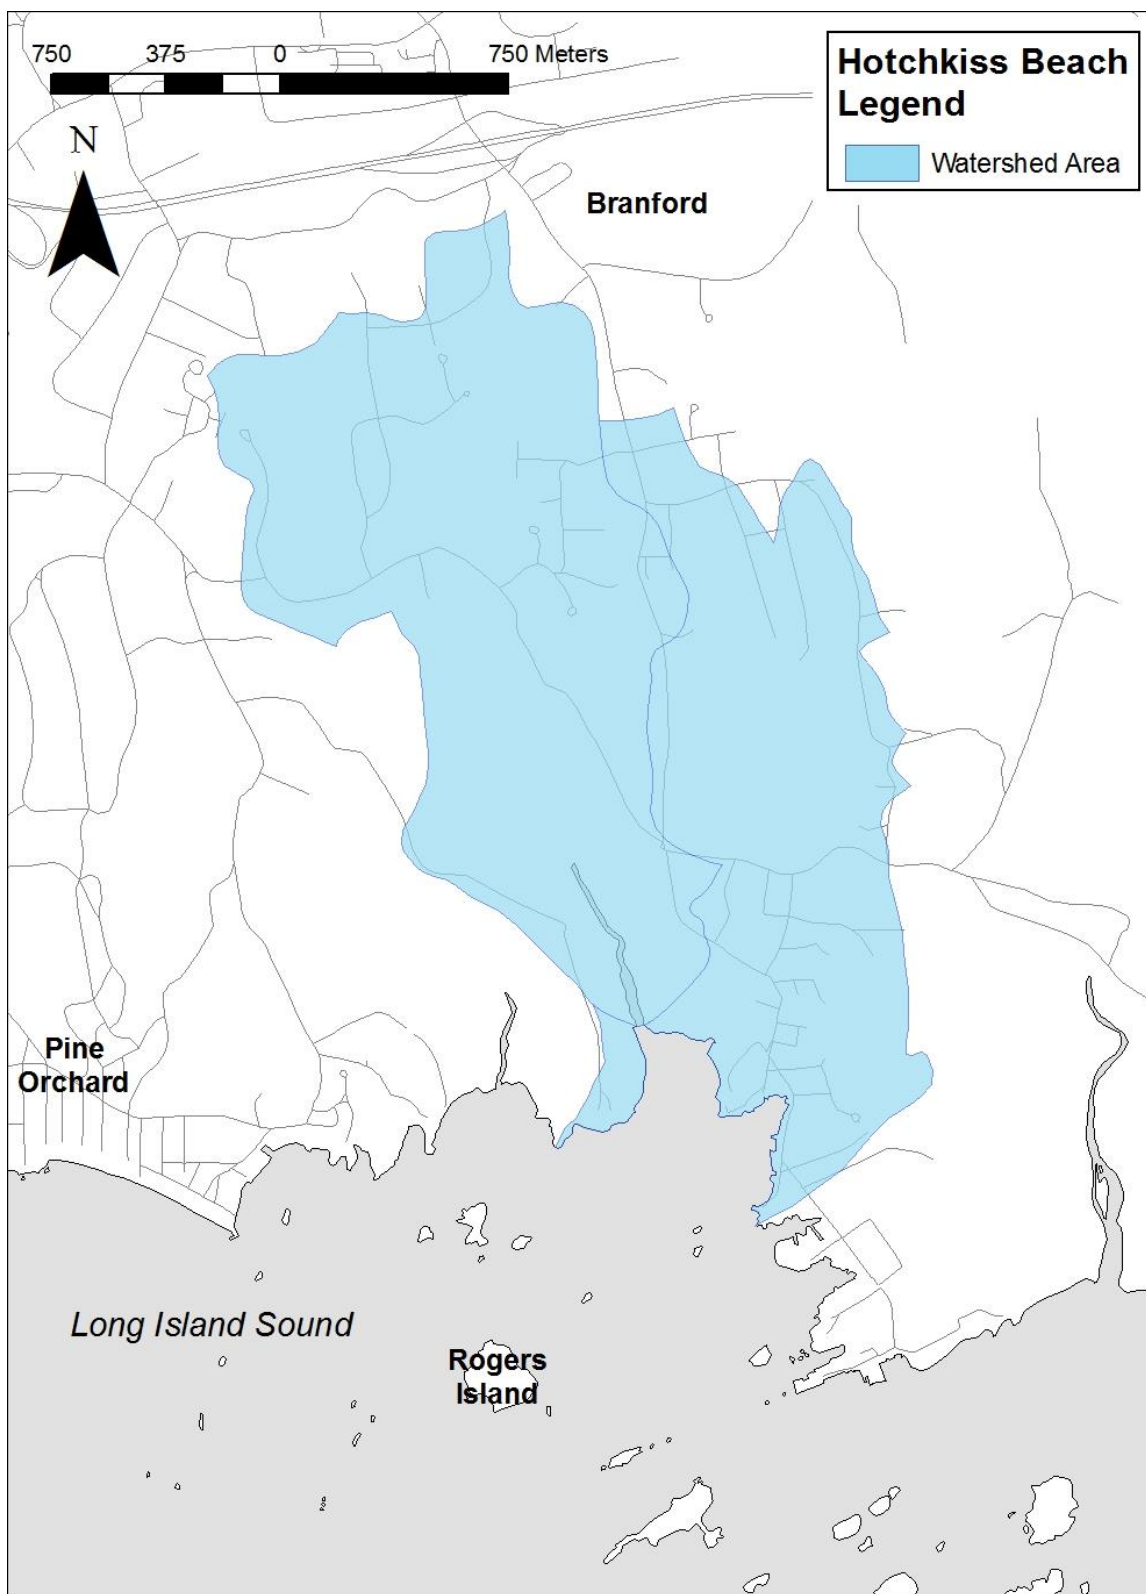 750 375 0 750 Meters
Hotchkiss Beach
Legend
Watershed Area
N
Branford
Pine
Orchard
Long Island Sound
Rogers
Island